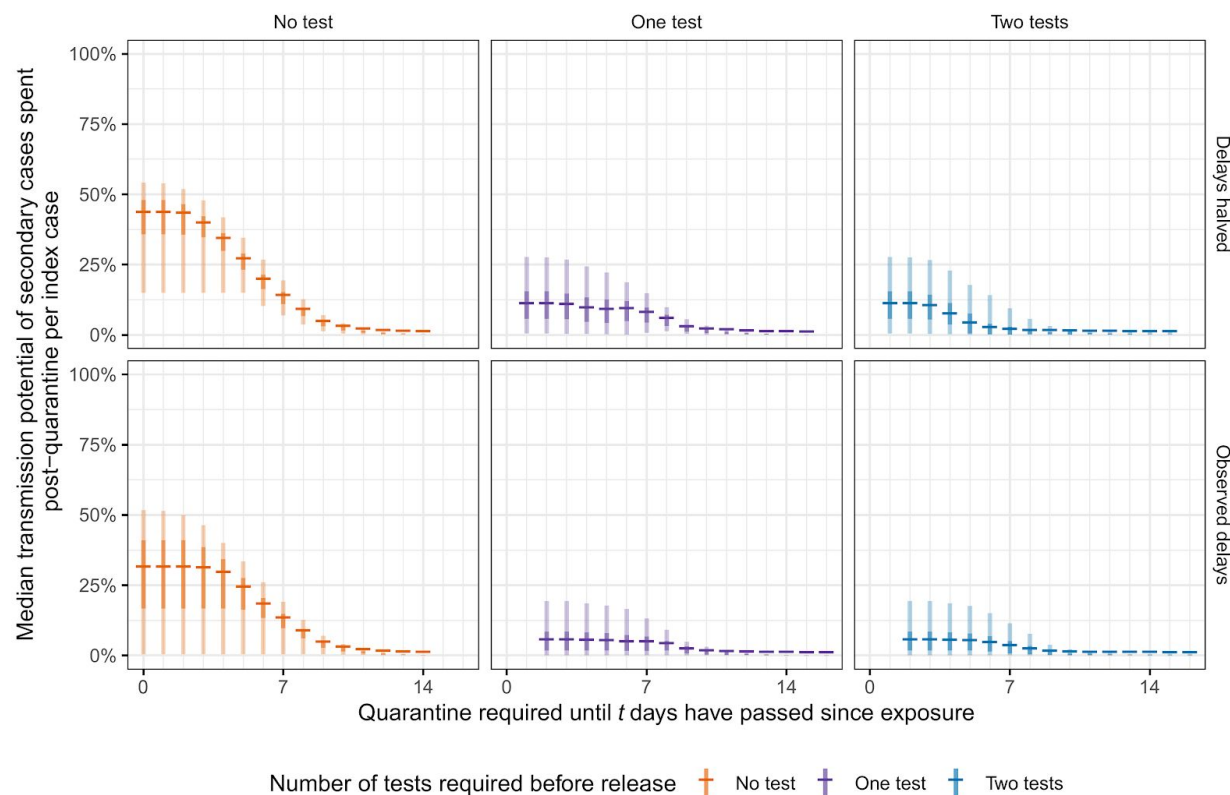 No test One test Two tests
Median transmission potential of secondary cases spent
post−quarantine per index case
100%
75%
50%
25%
0%
Delays halved
100%
75%
50%
25%
0%
Observed delays
0 7 14 0 7 14 0 7 14
Quarantine required until t days have passed since exposure
Number of tests required before release No test One test Two tests